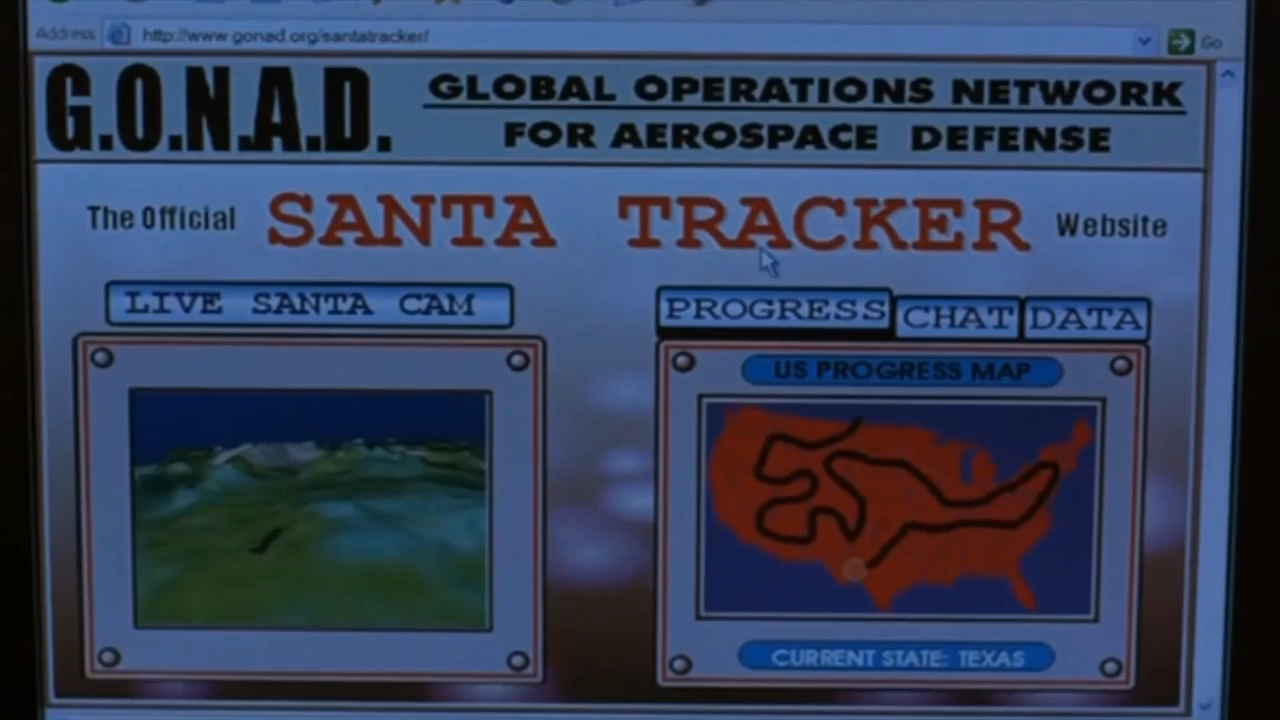 Address http://www.gonad.org/santatracker/ Go
G.O.N.A.D. GLOBAL OPERATIONS NETWORK
FOR AEROSPACE DEFENSE
The Official SANTA TRACKER Website
LIVE SANTA CAM
PROGRESS CHAT DATA
US PROGRESS MAP
CURRENT STATE: TEXAS